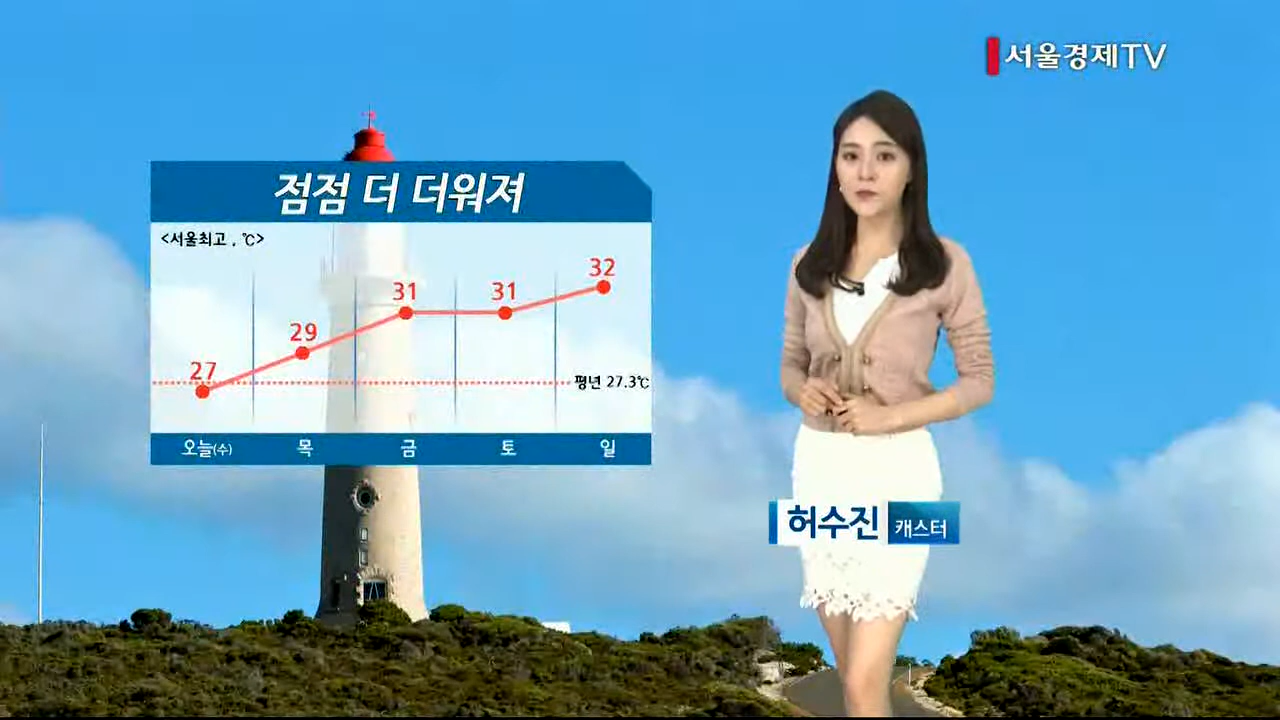 서울경제TV
점점 더 더워져
<서울최고 , ℃>
27
29
31
31
32
평년 27.3℃
오늘(수) 목 금 토 일
허수진 캐스터